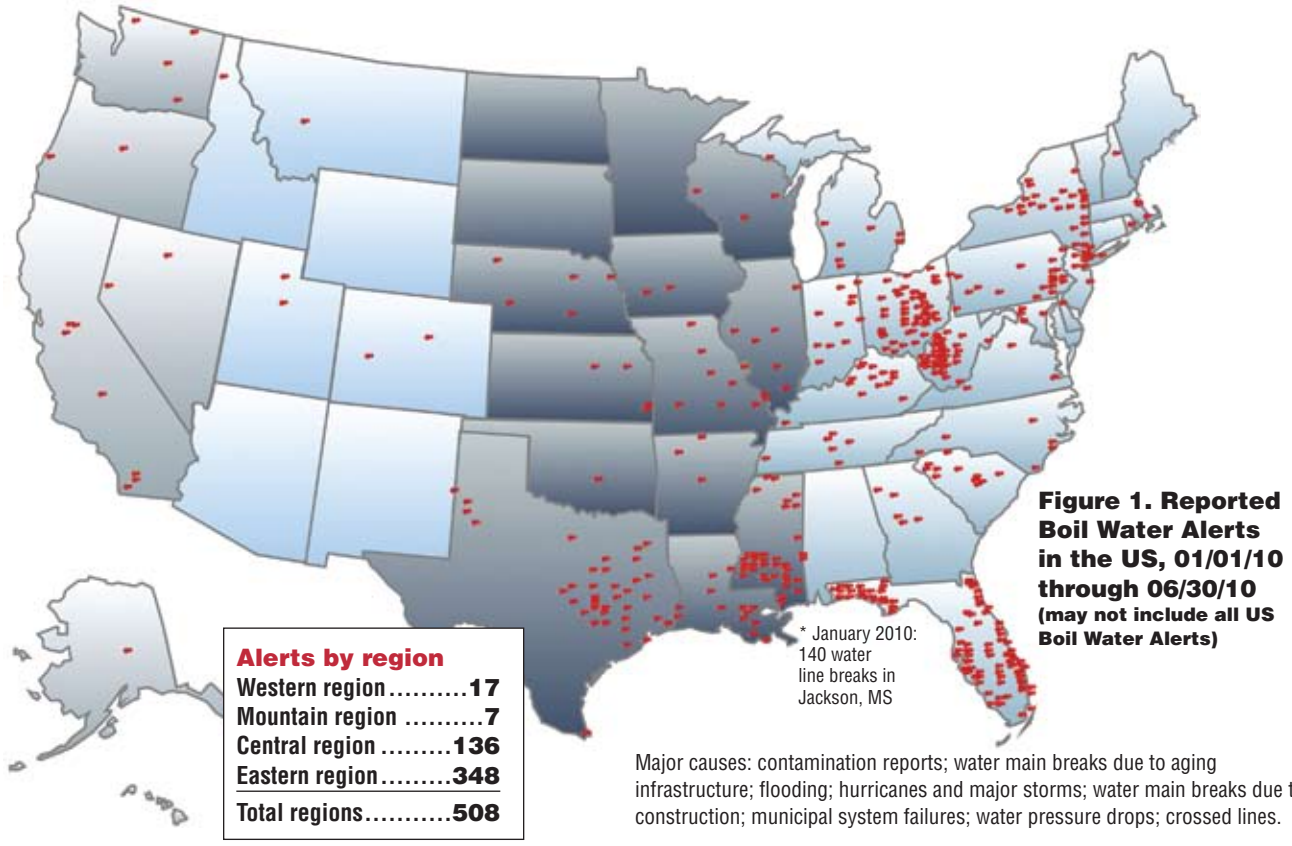 Figure 1. Reported
Boil Water Alerts
in the US, 01/01/10
through 06/30/10
(may not include all US
Boil Water Alerts)
* January 2010:
140 water
line breaks in
Jackson, MS
Alerts by region
Western region..........17
Mountain region ..........7
Central region .........136
Eastern region.........348
Total regions...........508
Major causes: contamination reports; water main breaks due to aging
infrastructure; flooding; hurricanes and major storms; water main breaks due t
construction; municipal system failures; water pressure drops; crossed lines.